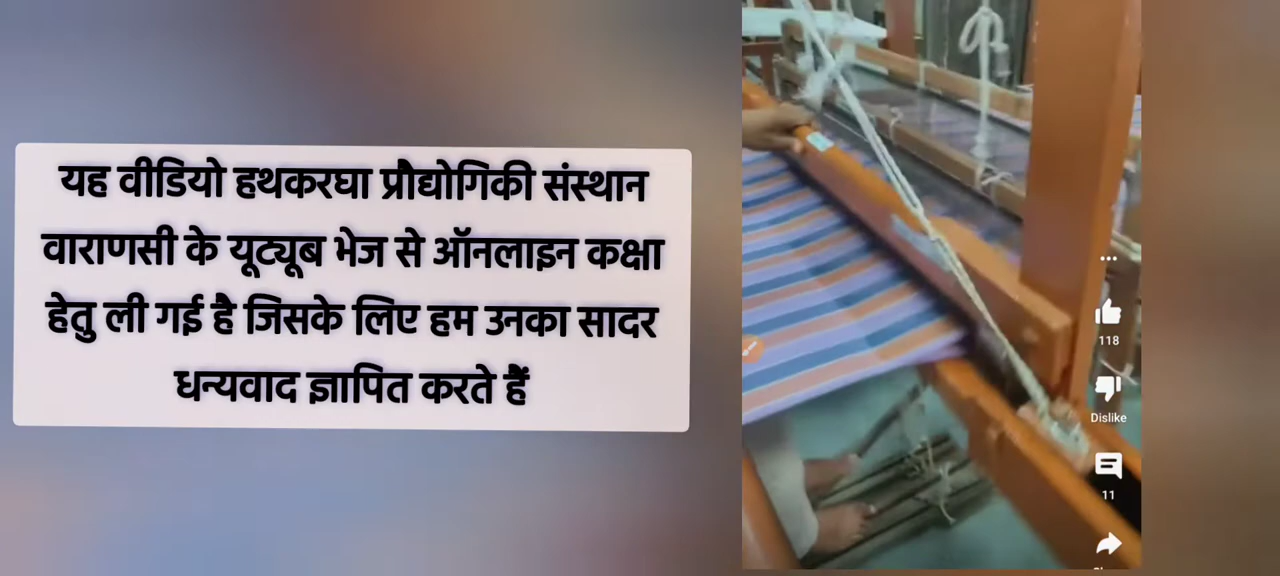 यह वीडियो हथकरघा प्रौद्योगिकी संस्थान
वाराणसी के यूट्यूब भेज से ऑनलाइन कक्षा
हेतु ली गई है जिसके लिए हम उनका सादर
धन्यवाद ज्ञापित करते हैं
118
Dislike
11